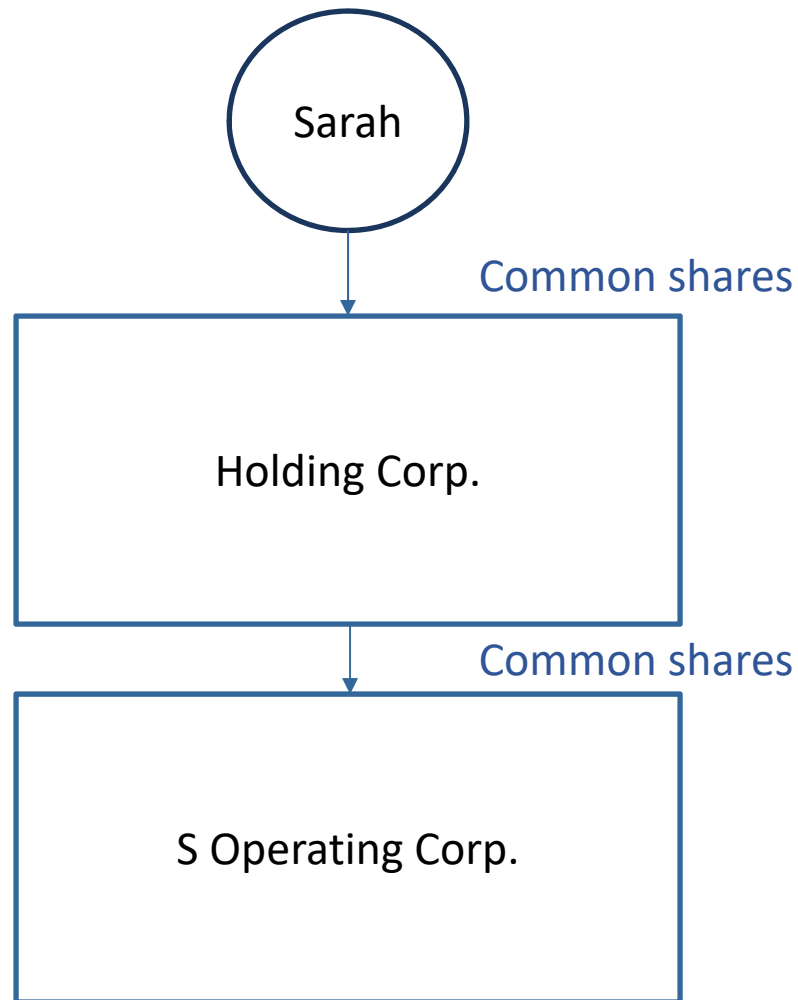 Sarah
Common shares
Holding Corp.
Common shares
S Operating Corp.